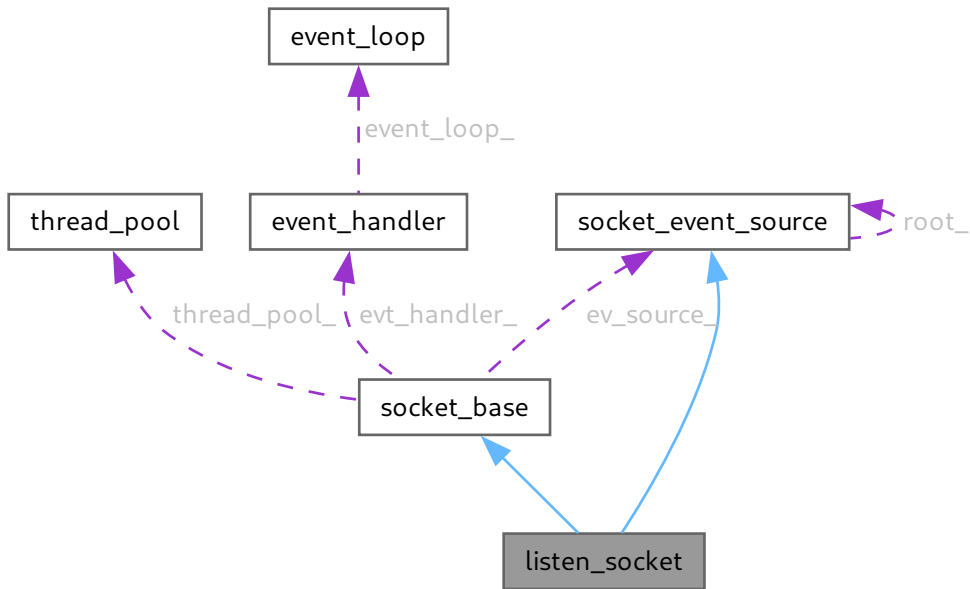 event_loop
event_loop_
thread_pool
event_handler
socket_event_source
root_
thread_pool_
evt_handler_
ev_source_
socket_base
listen_socket